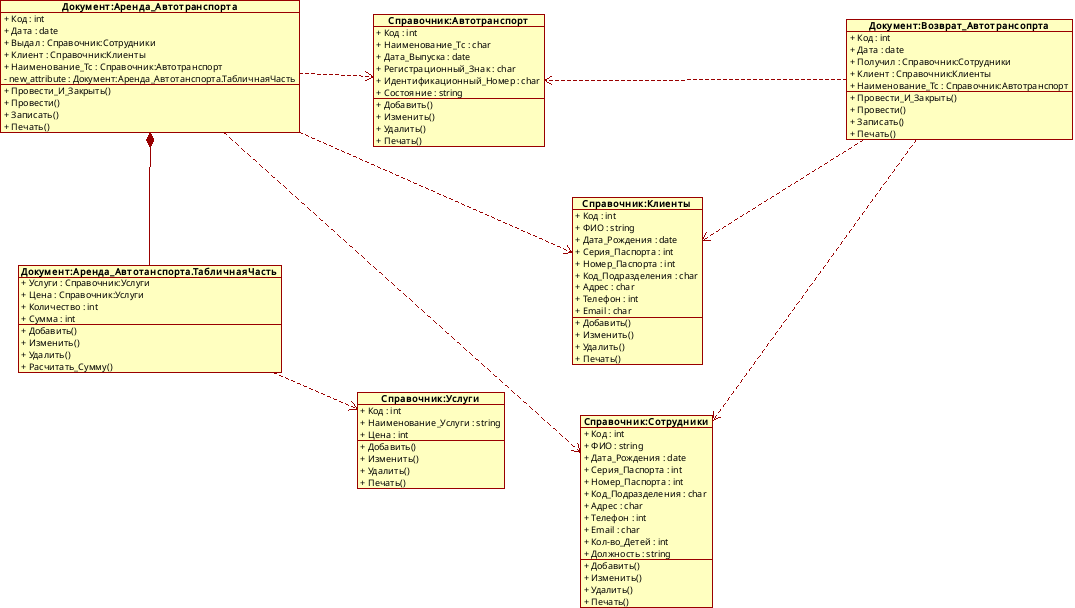 Документ:Аренда_Автотранспорта
+ Код : int
+ Дата : date
+ Выдал : Справочник:Сотрудники
+ Клиент : Справочник:Клиенты
+ Наименование_Тс : Справочник:Автотранспорт
- new_attribute : Документ:Аренда_Автотанспорта.ТабличнаяЧасть
+ Провести_И_Закрыть()
+ Провести()
+ Записать()
+ Печать()
Справочник:Автотранспорт
+ Код : int
+ Наименование_Тс : char
+ Дата_Выпуска : date
+ Регистрационный_Знак : char
+ Идентификационный_Номер : char
+ Состояние : string
+ Добавить()
+ Изменить()
+ Удалить()
+ Печать()
Документ:Возврат_Автотрансопрта
+ Код : int
+ Дата : date
+ Получил : Справочник:Сотрудники
+ Клиент : Справочник:Клиенты
+ Наименование_Тс : Справочник:Автотранспорт
+ Провести_И_Закрыть()
+ Провести()
+ Записать()
+ Печать()
Справочник:Клиенты
+ Код : int
+ ФИО : string
+ Дата_Рождения : date
+ Серия_Паспорта : int
+ Номер_Паспорта : int
+ Код_Подразделения : char
+ Адрес : char
+ Телефон : int
+ Email : char
+ Добавить()
+ Изменить()
+ Удалить()
+ Печать()
Документ:Аренда_Автотанспорта.ТабличнаяЧасть
+ Услуги : Справочник:Услуги
+ Цена : Справочник:Услуги
+ Количество : int
+ Сумма : int
+ Добавить()
+ Изменить()
+ Удалить()
+ Расчитать_Сумму()
Справочник:Услуги
+ Код : int
+ Наименование_Услуги : string
+ Цена : int
+ Добавить()
+ Изменить()
+ Удалить()
+ Печать()
Справочник:Сотрудники
+ Код : int
+ ФИО : string
+ Дата_Рождения : date
+ Серия_Паспорта : int
+ Номер_Паспорта : int
+ Код_Подразделения : char
+ Адрес : char
+ Телефон : int
+ Email : char
+ Кол-во_Детей : int
+ Должность : string
+ Добавить()
+ Изменить()
+ Удалить()
+ Печать()